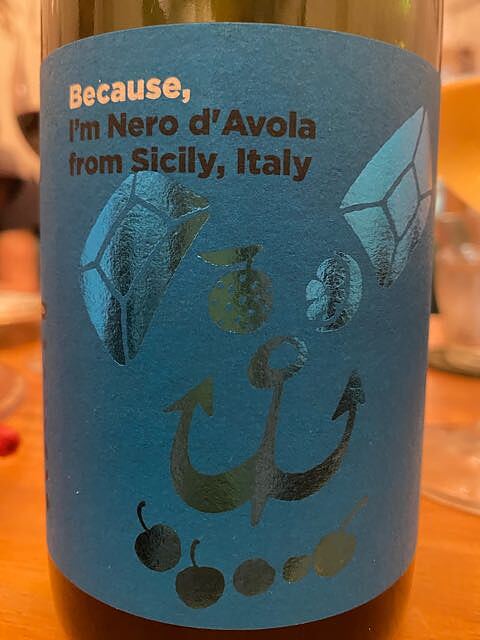 Because,
I'm Nero d'Avola
from Sicily, Italy